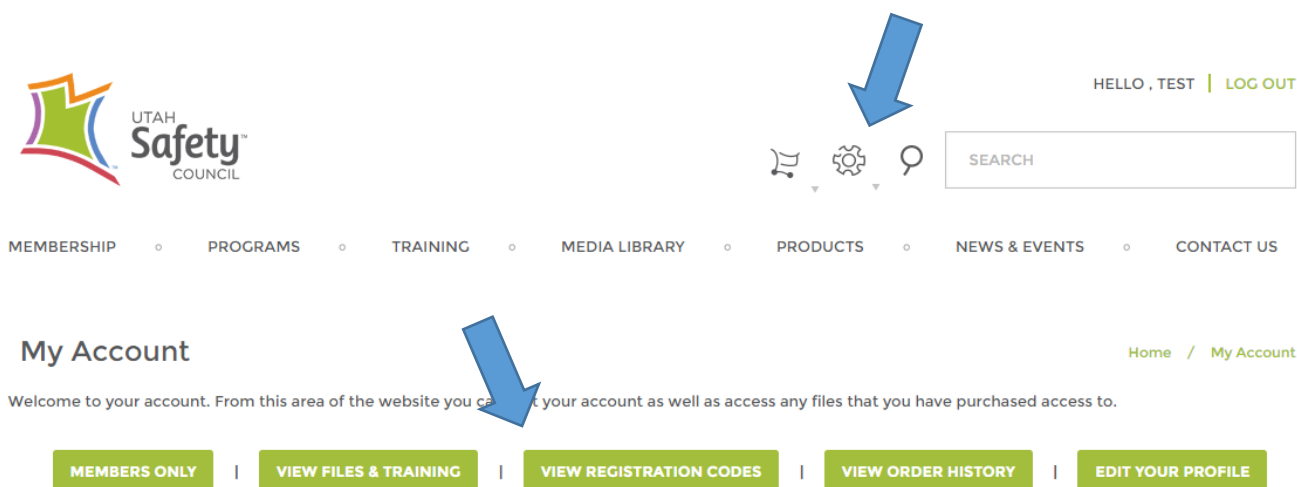 HELLO , TEST | LOG OUT
UTAH
Safety™
COUNCIL
SEARCH
MEMBERSHIP
PROGRAMS
TRAINING
MEDIA LIBRARY
PRODUCTS
NEWS & EVENTS
CONTACT US
My Account
Home / My Account
Welcome to your account. From this area of the website you ca t your account as well as access any files that you have purchased access to.
MEMBERS ONLY | VIEW FILES & TRAINING | VIEW REGISTRATION CODES | VIEW ORDER HISTORY | EDIT YOUR PROFILE